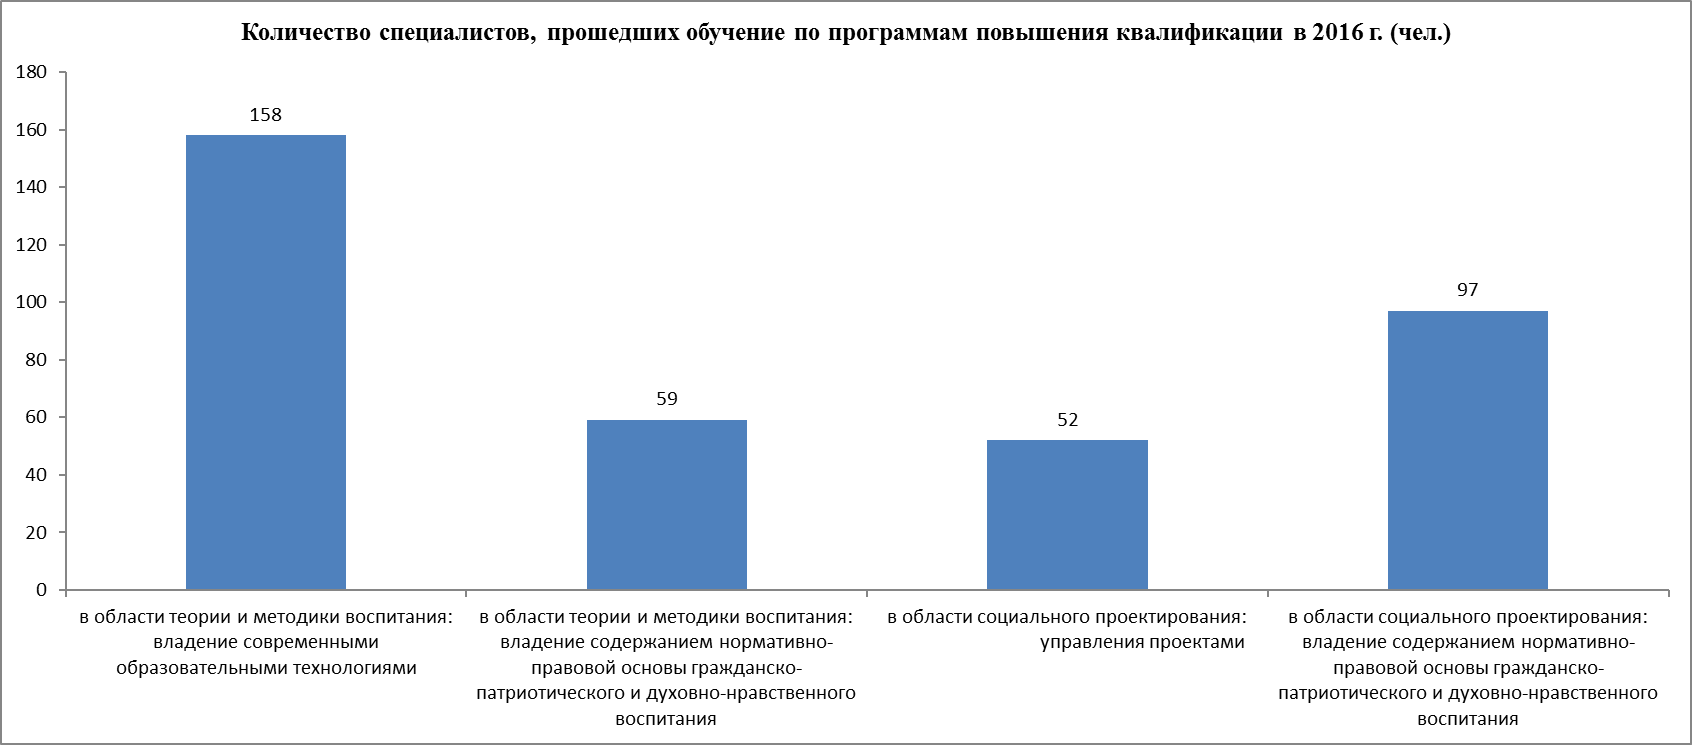 Количество специалистов, прошедших обучение по программам повышения квалификации в 2016 г. (чел.)
180
160
140
120
100
80
60
40
20
0
158
59
52
97
в области теории и методики воспитания:
владение современными
образовательными технологиями
в области теории и методики воспитания:
владение содержанием нормативно-
правовой основы гражданско-
патриотического и духовно-нравственного
воспитания
в области социального проектирования:
управления проектами
в области социального проектирования:
владение содержанием нормативно-
правовой основы гражданско-
патриотического и духовно-нравственного
воспитания